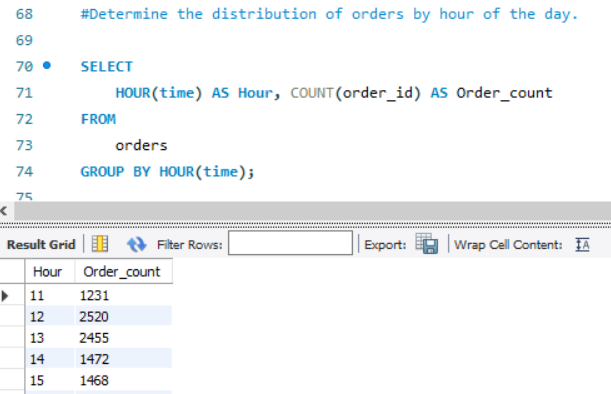 68 #Determine the distribution of orders by hour of the day.
69
70 SELECT
71 HOUR(time) AS Hour, COUNT(order_id) AS Order_count
72 FROM
73 orders
74 GROUP BY HOUR(time);
75
Result Grid Filter Rows: Export: Wrap Cell Content:
Hour Order_count
11 1231
12 2520
13 2455
14 1472
15 1468